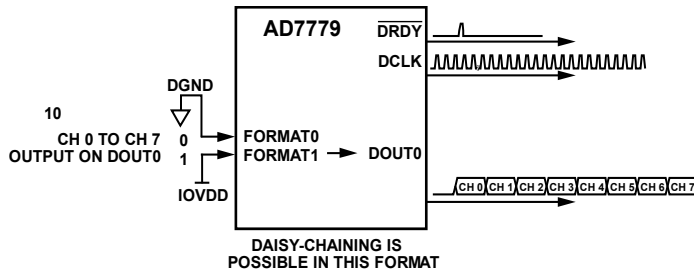 AD7779
DRDY
DCLK
DGND
10
CH 0 TO CH 7 0
OUTPUT ON DOUT0 1
FORMAT0
FORMAT1
DOUT0
IOVDD
CH 0 CH 1 CH 2 CH 3 CH 4 CH 5 CH 6 CH 7
DAISY-CHAINING IS
POSSIBLE IN THIS FORMAT